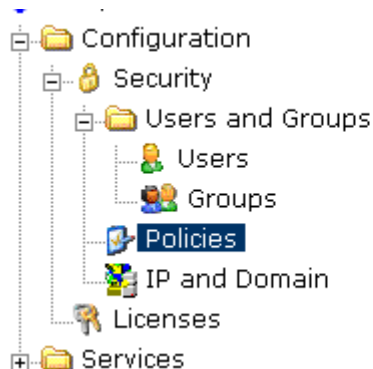 Configuration
Security
Users and Groups
Users
Groups
Policies
IP and Domain
Licenses
Services